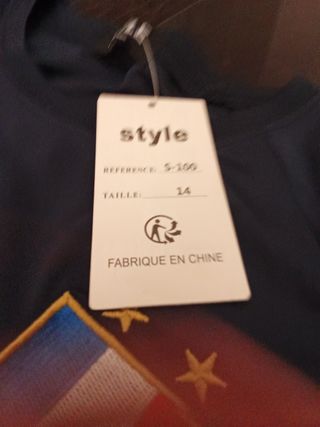 style
REFERENCE: S-100
TAILLE: 14
FABRIQUE EN CHINE